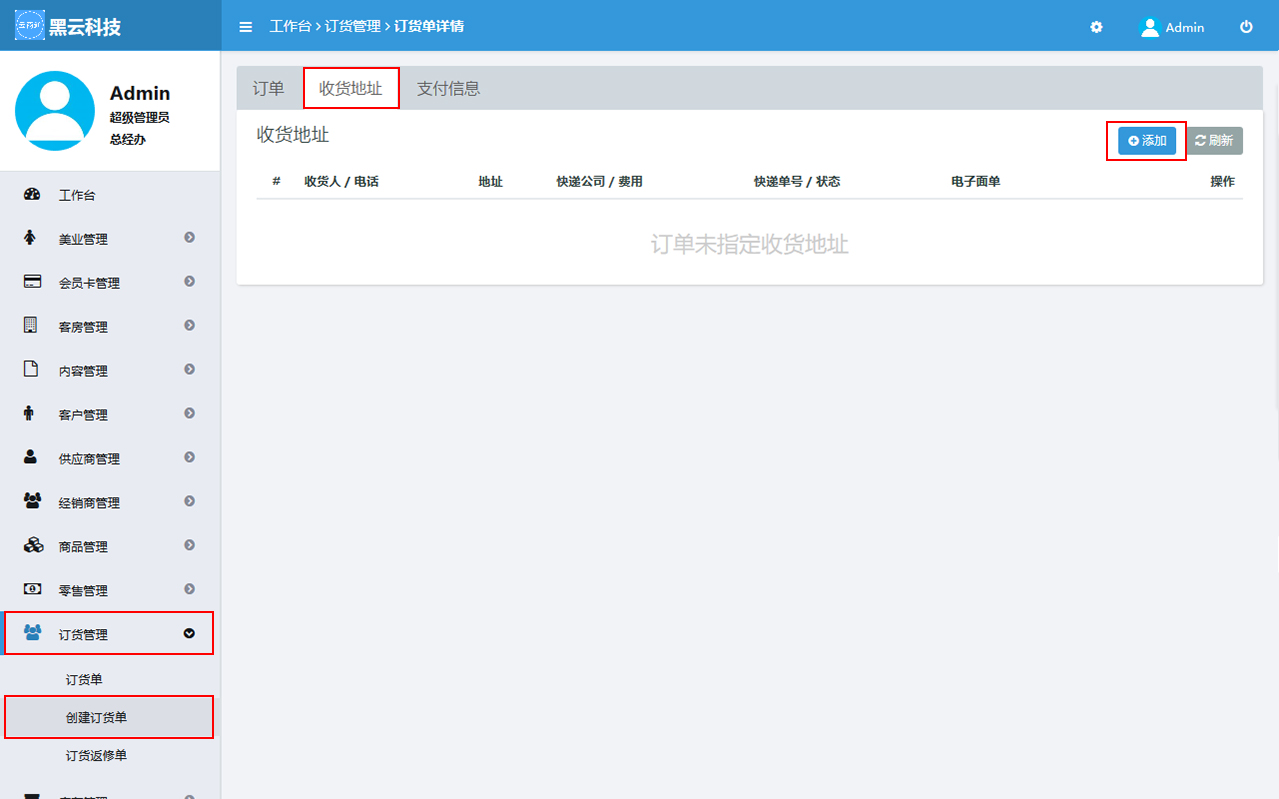 黑云科技
工作台 › 订货管理 › 订货单详情
Admin
Admin
超级管理员
总经办
工作台
美业管理
会员卡管理
客房管理
内容管理
客户管理
供应商管理
经销商管理
商品管理
零售管理
订货管理
订货单
创建订货单
订货返修单
订单
收货地址
支付信息
收货地址
添加
刷新
# 收货人 / 电话 地址 快递公司 / 费用 快递单号 / 状态 电子面单 操作
订单未指定收货地址